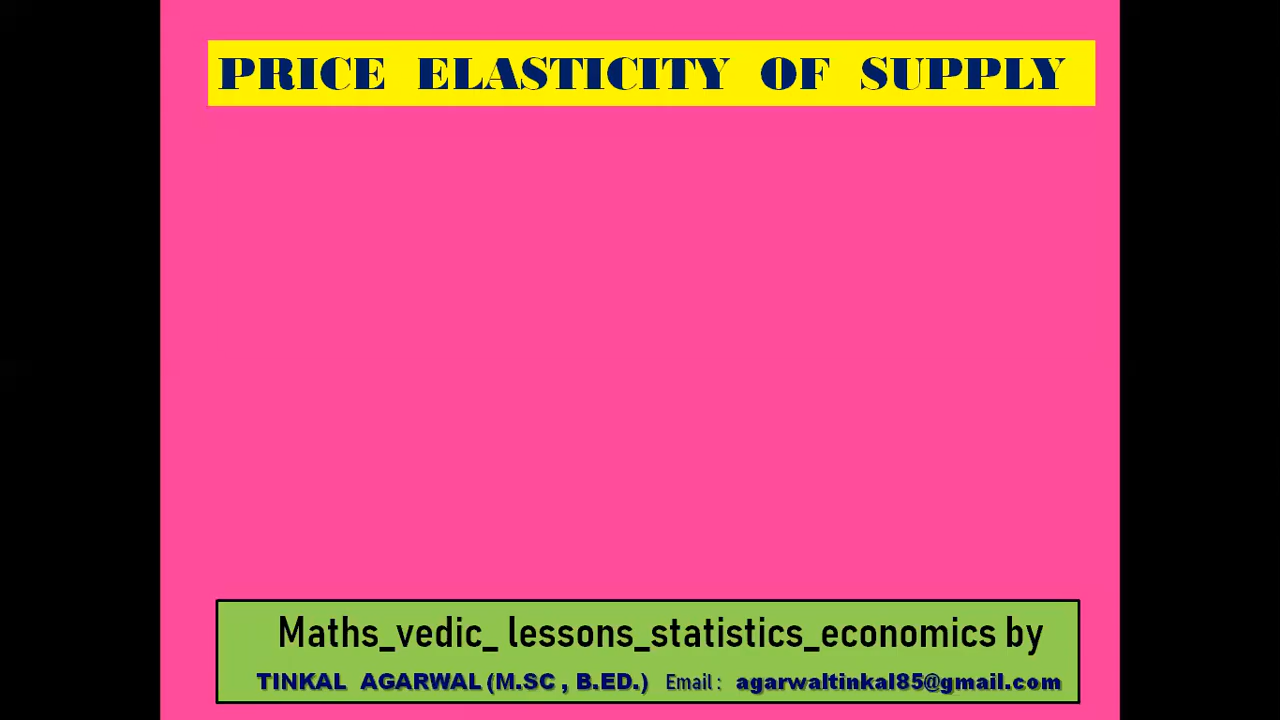 PRICE ELASTICITY OF SUPPLY
Maths_vedic_ lessons_statistics_economics by
TINKAL AGARWAL (M.SC , B.ED.) Email : agarwaltinkal85@gmail.com